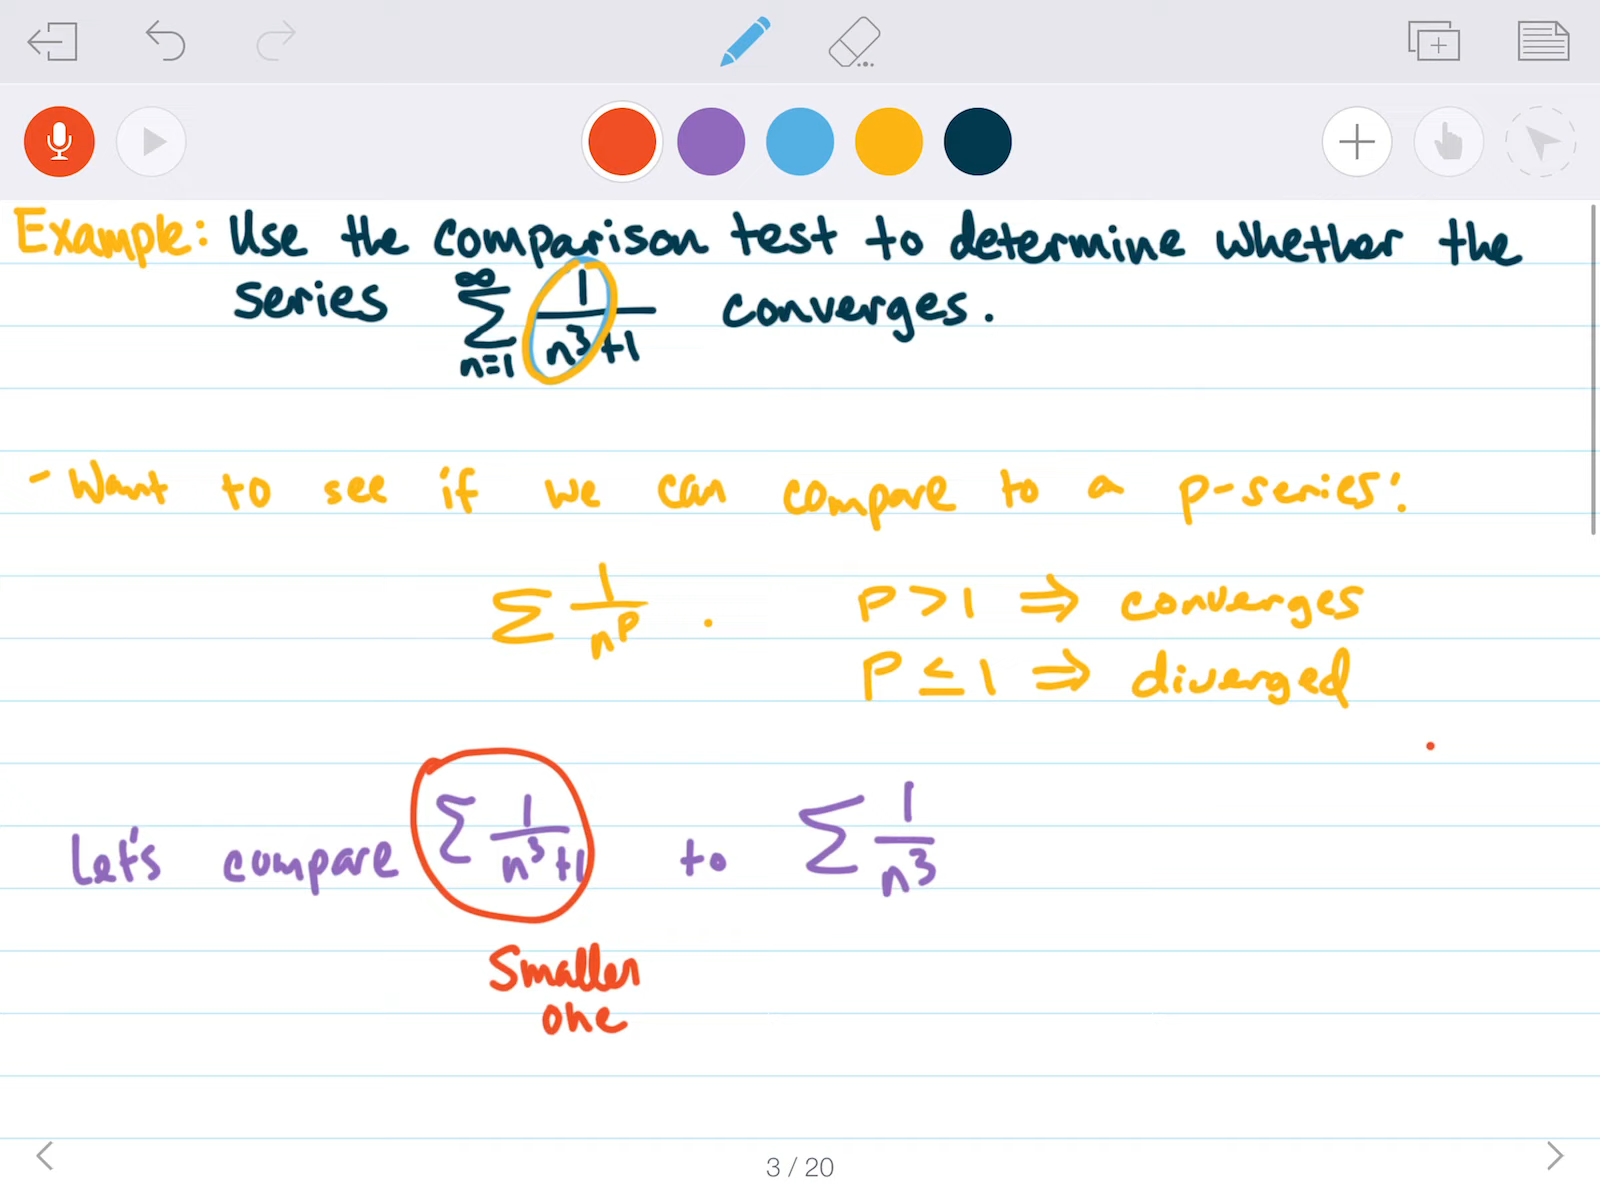 Example: Use the comparison test to determine whether the
series ∞∑n=1 1/(n³+1) converges.
- Want to see if we can compare to a p-series:
∑ 1/n^p . P > 1 ⇒ converges
P ≤ 1 ⇒ diverged
Let's compare ∑ 1/(n³+1) to ∑ 1/n³
Smaller
one
3 / 20